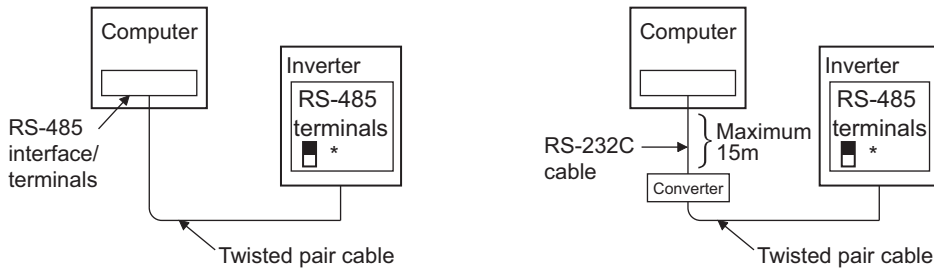 Computer
Inverter
RS-485
terminals
*
RS-485
interface/
terminals
Twisted pair cable
Computer
Inverter
RS-485
terminals
*
RS-232C
cable
Maximum
15m
Converter
Twisted pair cable